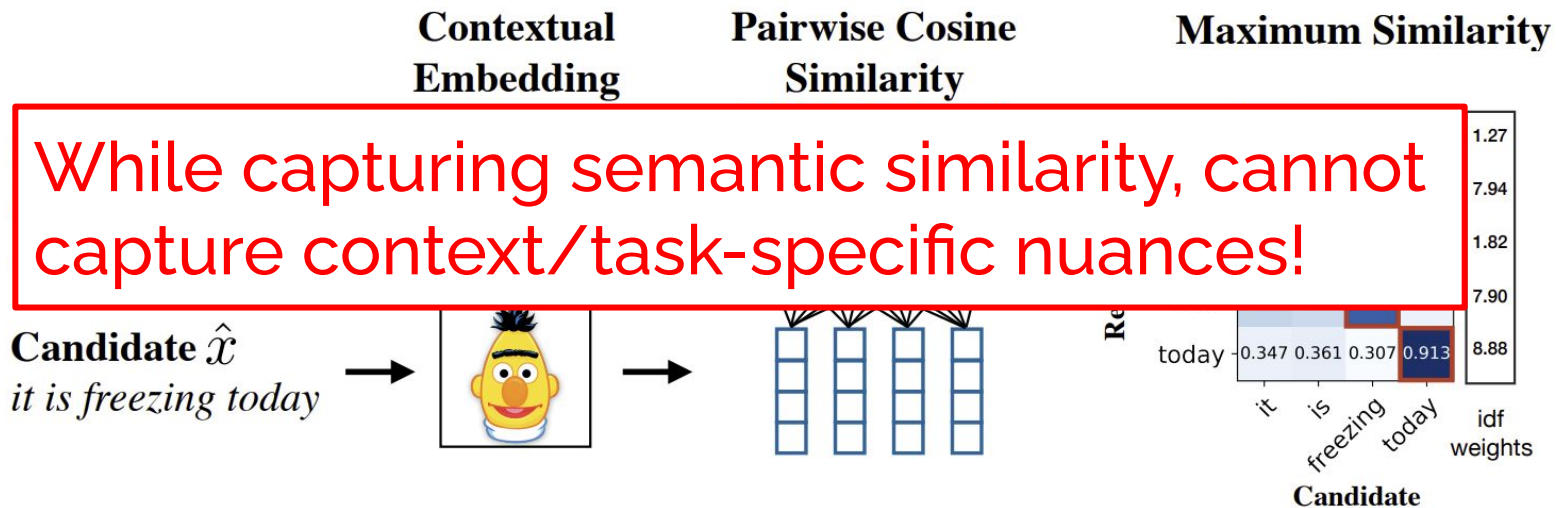 Contextual
Embedding
Pairwise Cosine
Similarity
Maximum Similarity
While capturing semantic similarity, cannot
capture context/task-specific nuances!
1.27
7.94
1.82
7.90
8.88
Candidate x̂
it is freezing today
Re
today 0.347 0.361 0.307 0.913
it is freezing today
idf
weights
Candidate